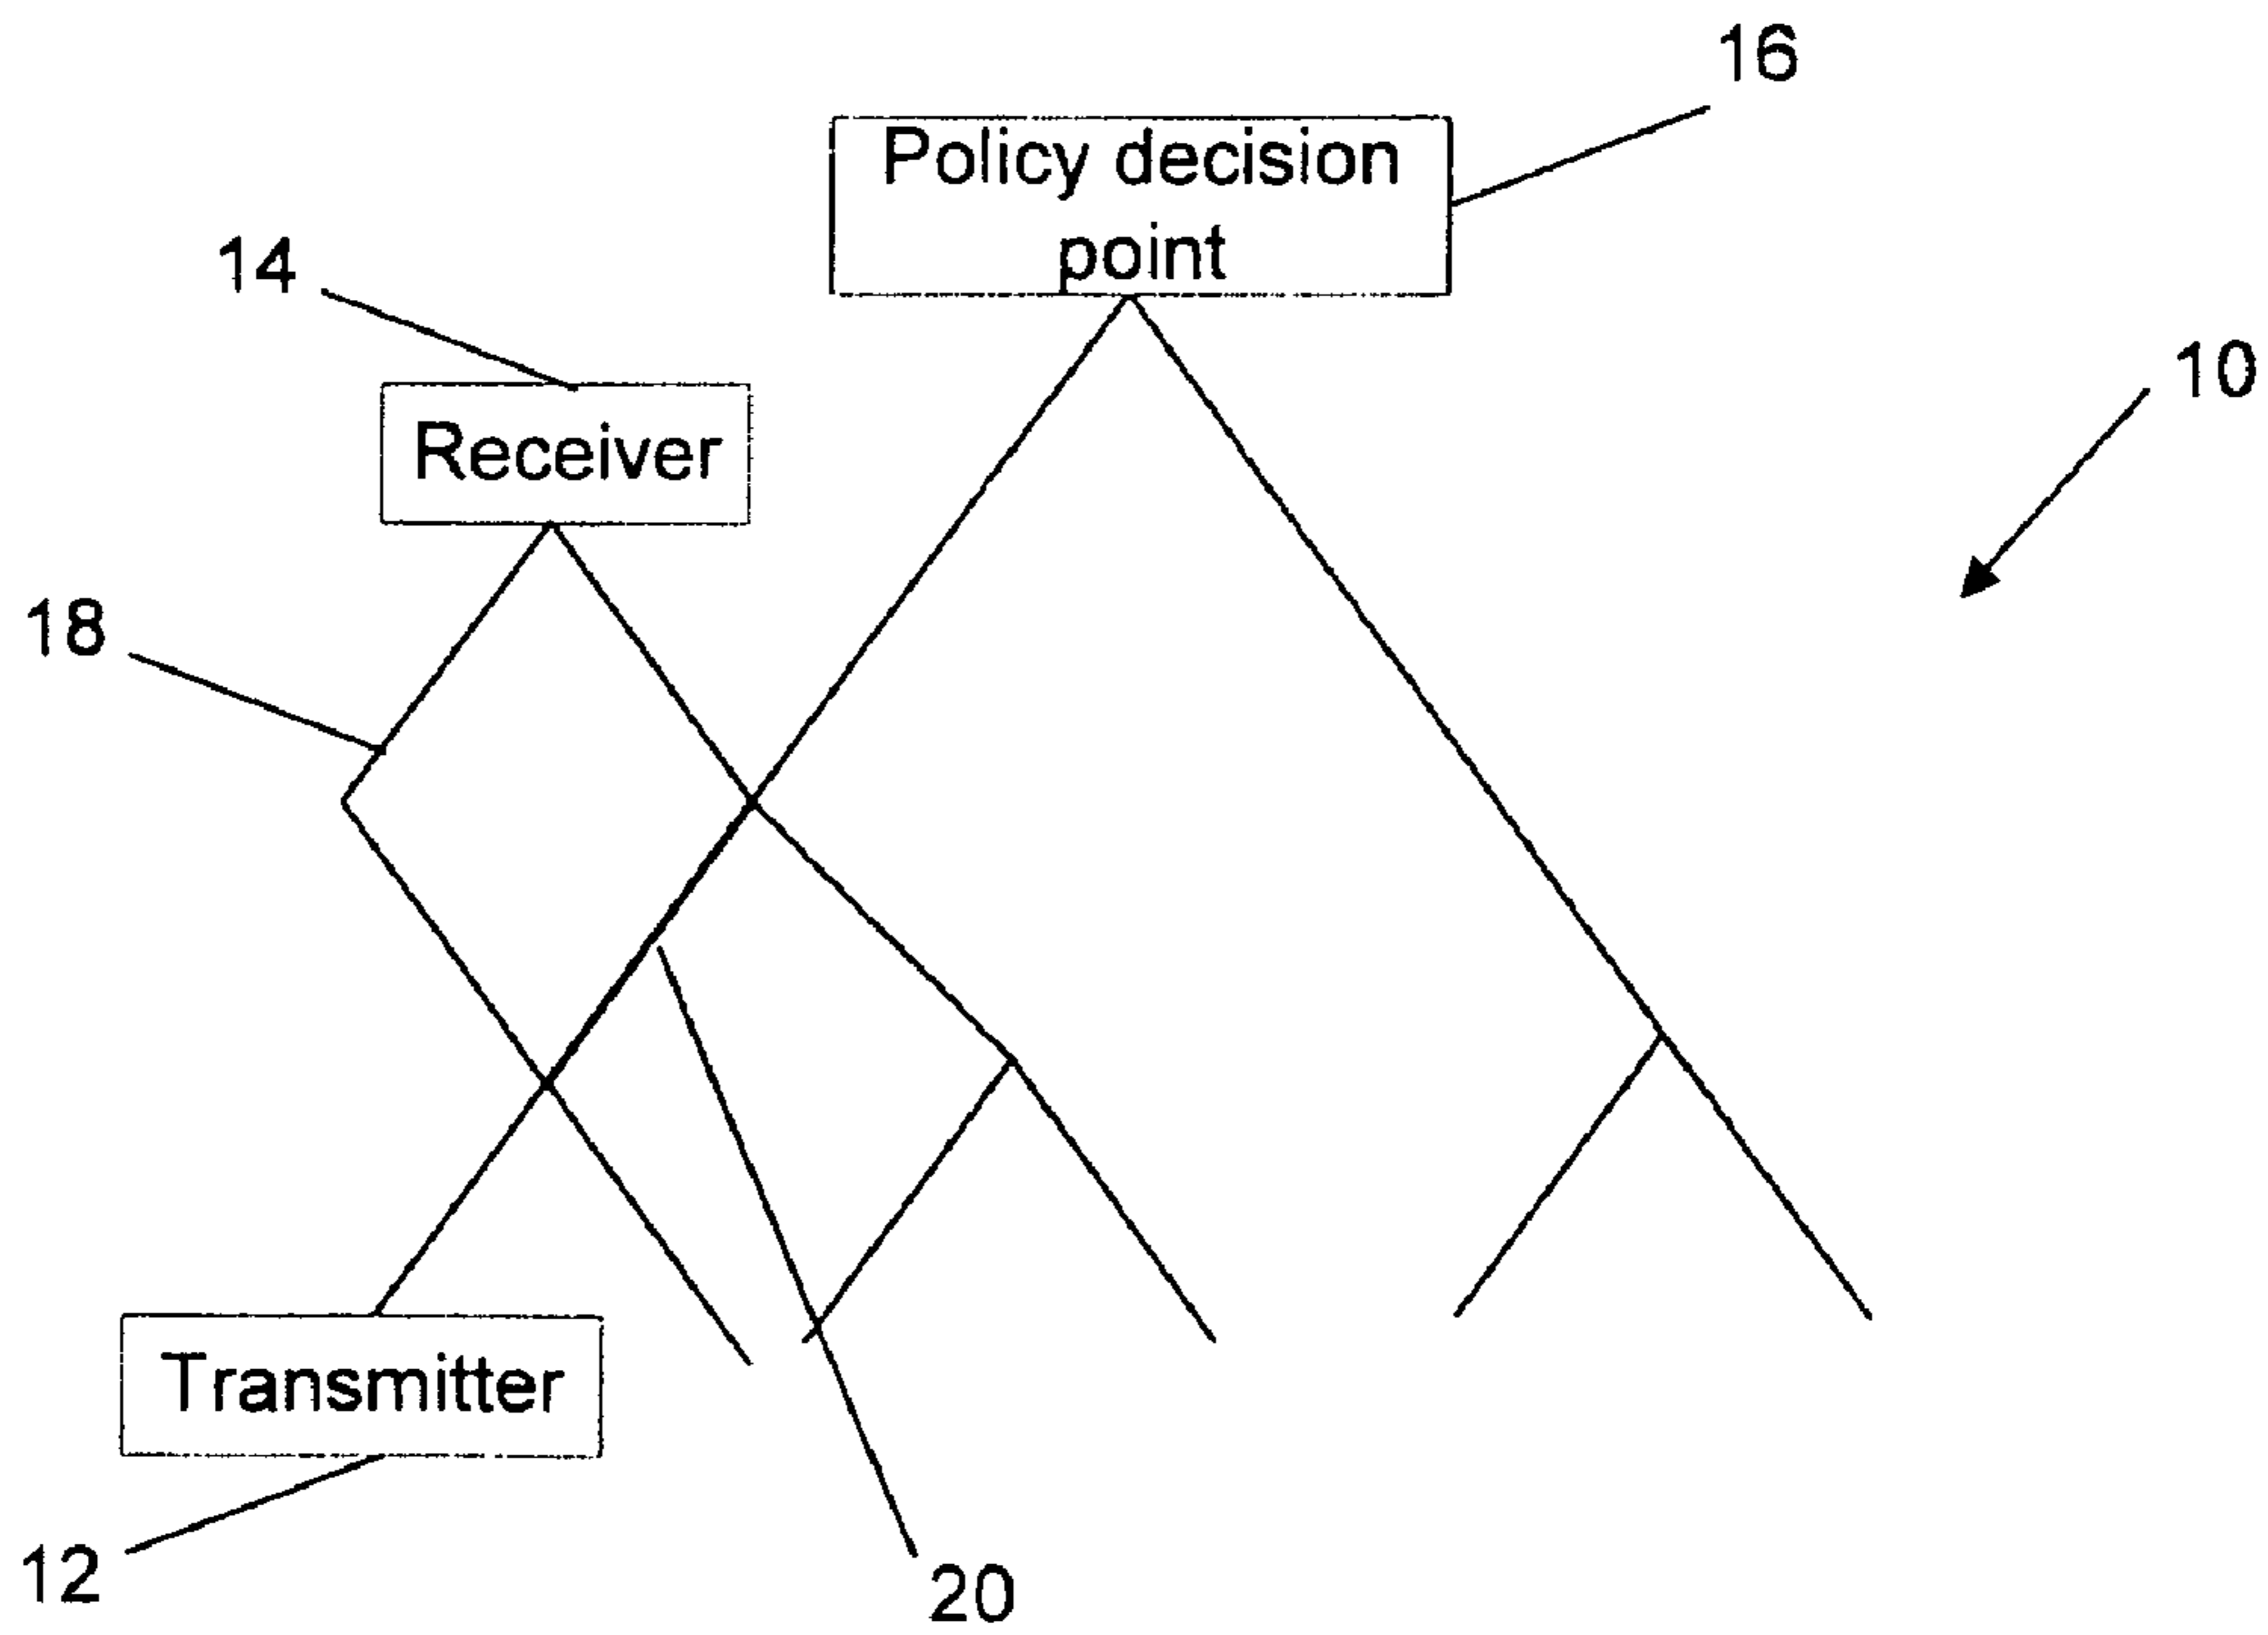 16
Policy decision
point
14
10
Receiver
18
Transmitter
12
20